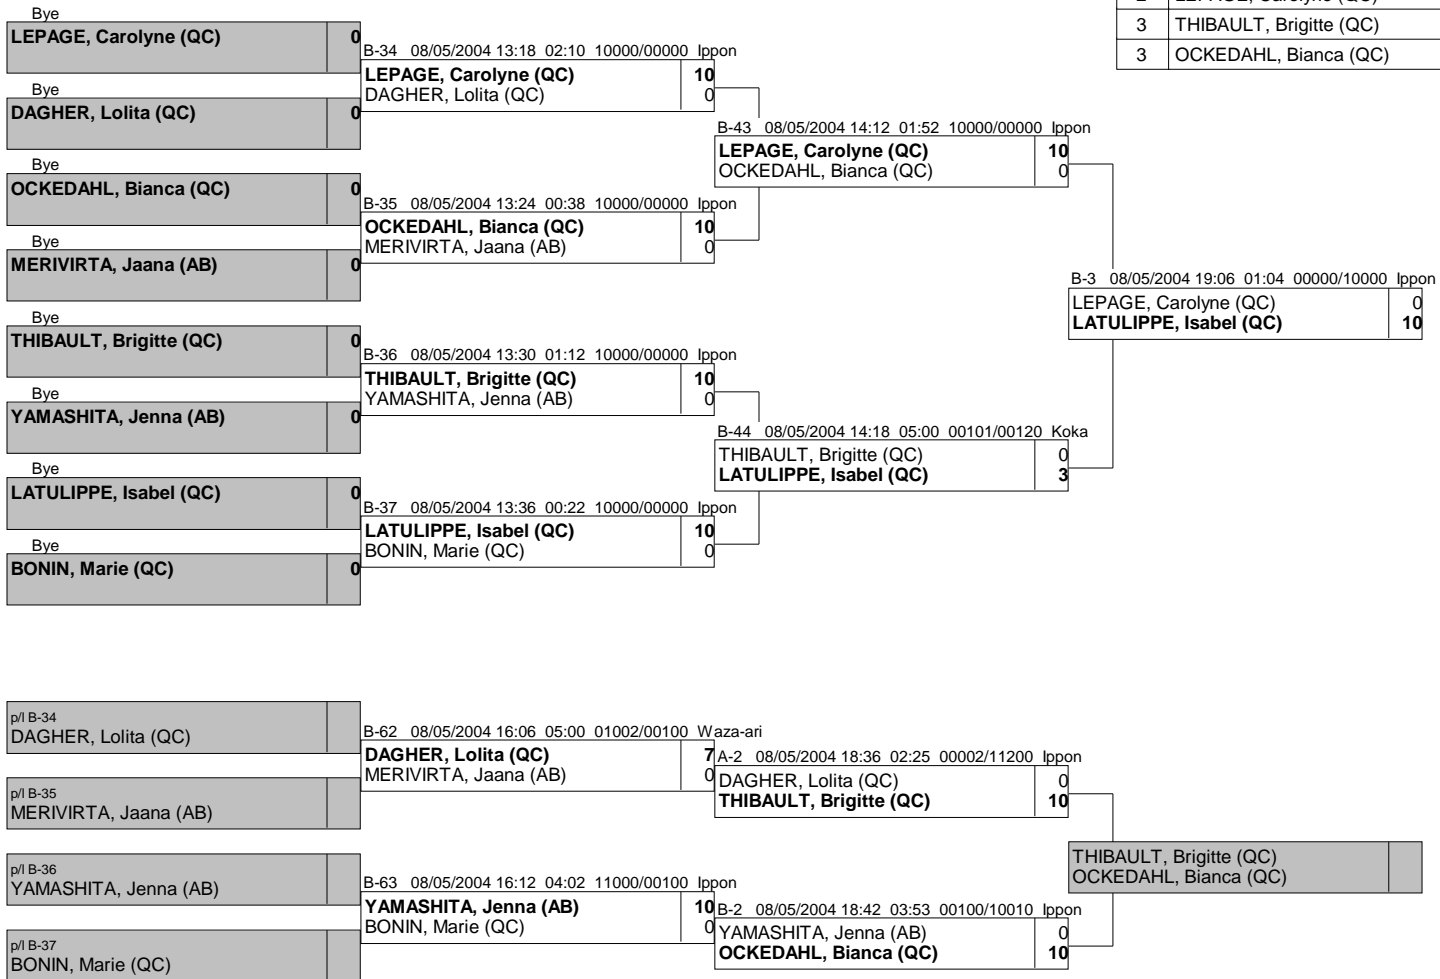 3 THIBAULT, Brigitte (QC)
3 OCKEDAHL, Bianca (QC)
Bye
LEPAGE, Carolyne (QC) 0
Bye
DAGHER, Lolita (QC) 0
Bye
OCKEDAHL, Bianca (QC) 0
Bye
MERIVIRTA, Jaana (AB) 0
Bye
THIBAULT, Brigitte (QC) 0
Bye
YAMASHITA, Jenna (AB) 0
Bye
LATULIPPE, Isabel (QC) 0
Bye
BONIN, Marie (QC) 0
B-34 08/05/2004 13:18 02:10 10000/00000 Ippon
LEPAGE, Carolyne (QC) 10
DAGHER, Lolita (QC) 0
B-35 08/05/2004 13:24 00:38 10000/00000 Ippon
OCKEDAHL, Bianca (QC) 10
MERIVIRTA, Jaana (AB) 0
B-36 08/05/2004 13:30 01:12 10000/00000 Ippon
THIBAULT, Brigitte (QC) 10
YAMASHITA, Jenna (AB) 0
B-37 08/05/2004 13:36 00:22 10000/00000 Ippon
LATULIPPE, Isabel (QC) 10
BONIN, Marie (QC) 0
B-43 08/05/2004 14:12 01:52 10000/00000 Ippon
LEPAGE, Carolyne (QC) 10
OCKEDAHL, Bianca (QC) 0
B-44 08/05/2004 14:18 05:00 00101/00120 Koka
THIBAULT, Brigitte (QC) 0
LATULIPPE, Isabel (QC) 3
B-3 08/05/2004 19:06 01:04 00000/10000 Ippon
LEPAGE, Carolyne (QC) 0
LATULIPPE, Isabel (QC) 10
p/l B-34
DAGHER, Lolita (QC)
p/l B-35
MERIVIRTA, Jaana (AB)
p/l B-36
YAMASHITA, Jenna (AB)
p/l B-37
BONIN, Marie (QC)
B-62 08/05/2004 16:06 05:00 01002/00100 Waza-ari
DAGHER, Lolita (QC) 7
MERIVIRTA, Jaana (AB) 0
B-63 08/05/2004 16:12 04:02 11000/00100 Ippon
YAMASHITA, Jenna (AB) 10
BONIN, Marie (QC) 0
A-2 08/05/2004 18:36 02:25 00002/11200 Ippon
DAGHER, Lolita (QC) 0
THIBAULT, Brigitte (QC) 10
B-2 08/05/2004 18:42 03:53 00100/10010 Ippon
YAMASHITA, Jenna (AB) 0
OCKEDAHL, Bianca (QC) 10
THIBAULT, Brigitte (QC)
OCKEDAHL, Bianca (QC)